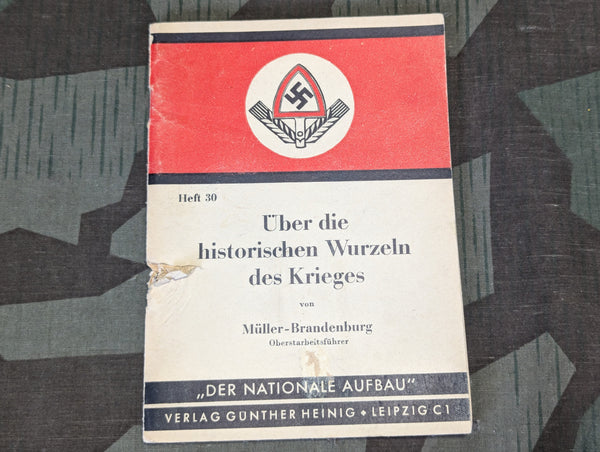 Heft 30
Über die
historischen Wurzeln
des Krieges
von
Müller-Brandenburg
Oberstarbeitsführer
„DER NATIONALE AUFBAU“
VERLAG GÜNTHER HEINIG • LEIPZIG C 1